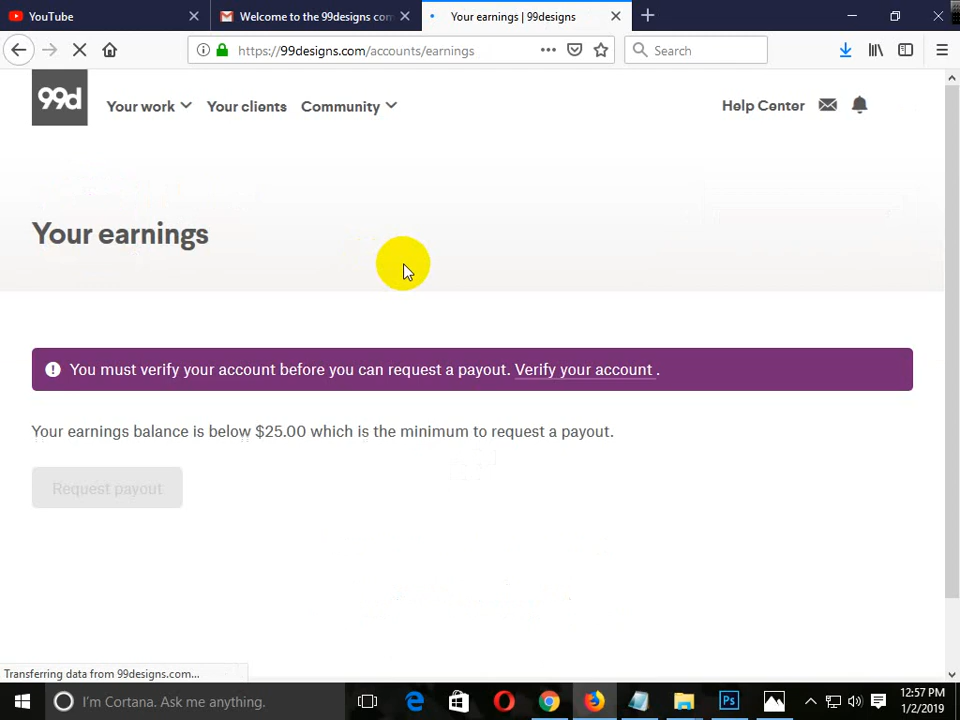 YouTube
Welcome to the 99designs com
Your earnings | 99designs
https://99designs.com/accounts/earnings
Search
99d
Your work
Your clients
Community
Help Center
Your earnings
You must verify your account before you can request a payout. Verify your account .
Your earnings balance is below $25.00 which is the minimum to request a payout.
Request payout
Transferring data from 99designs.com...
I'm Cortana. Ask me anything.
Ps
12:57 PM
1/2/2019